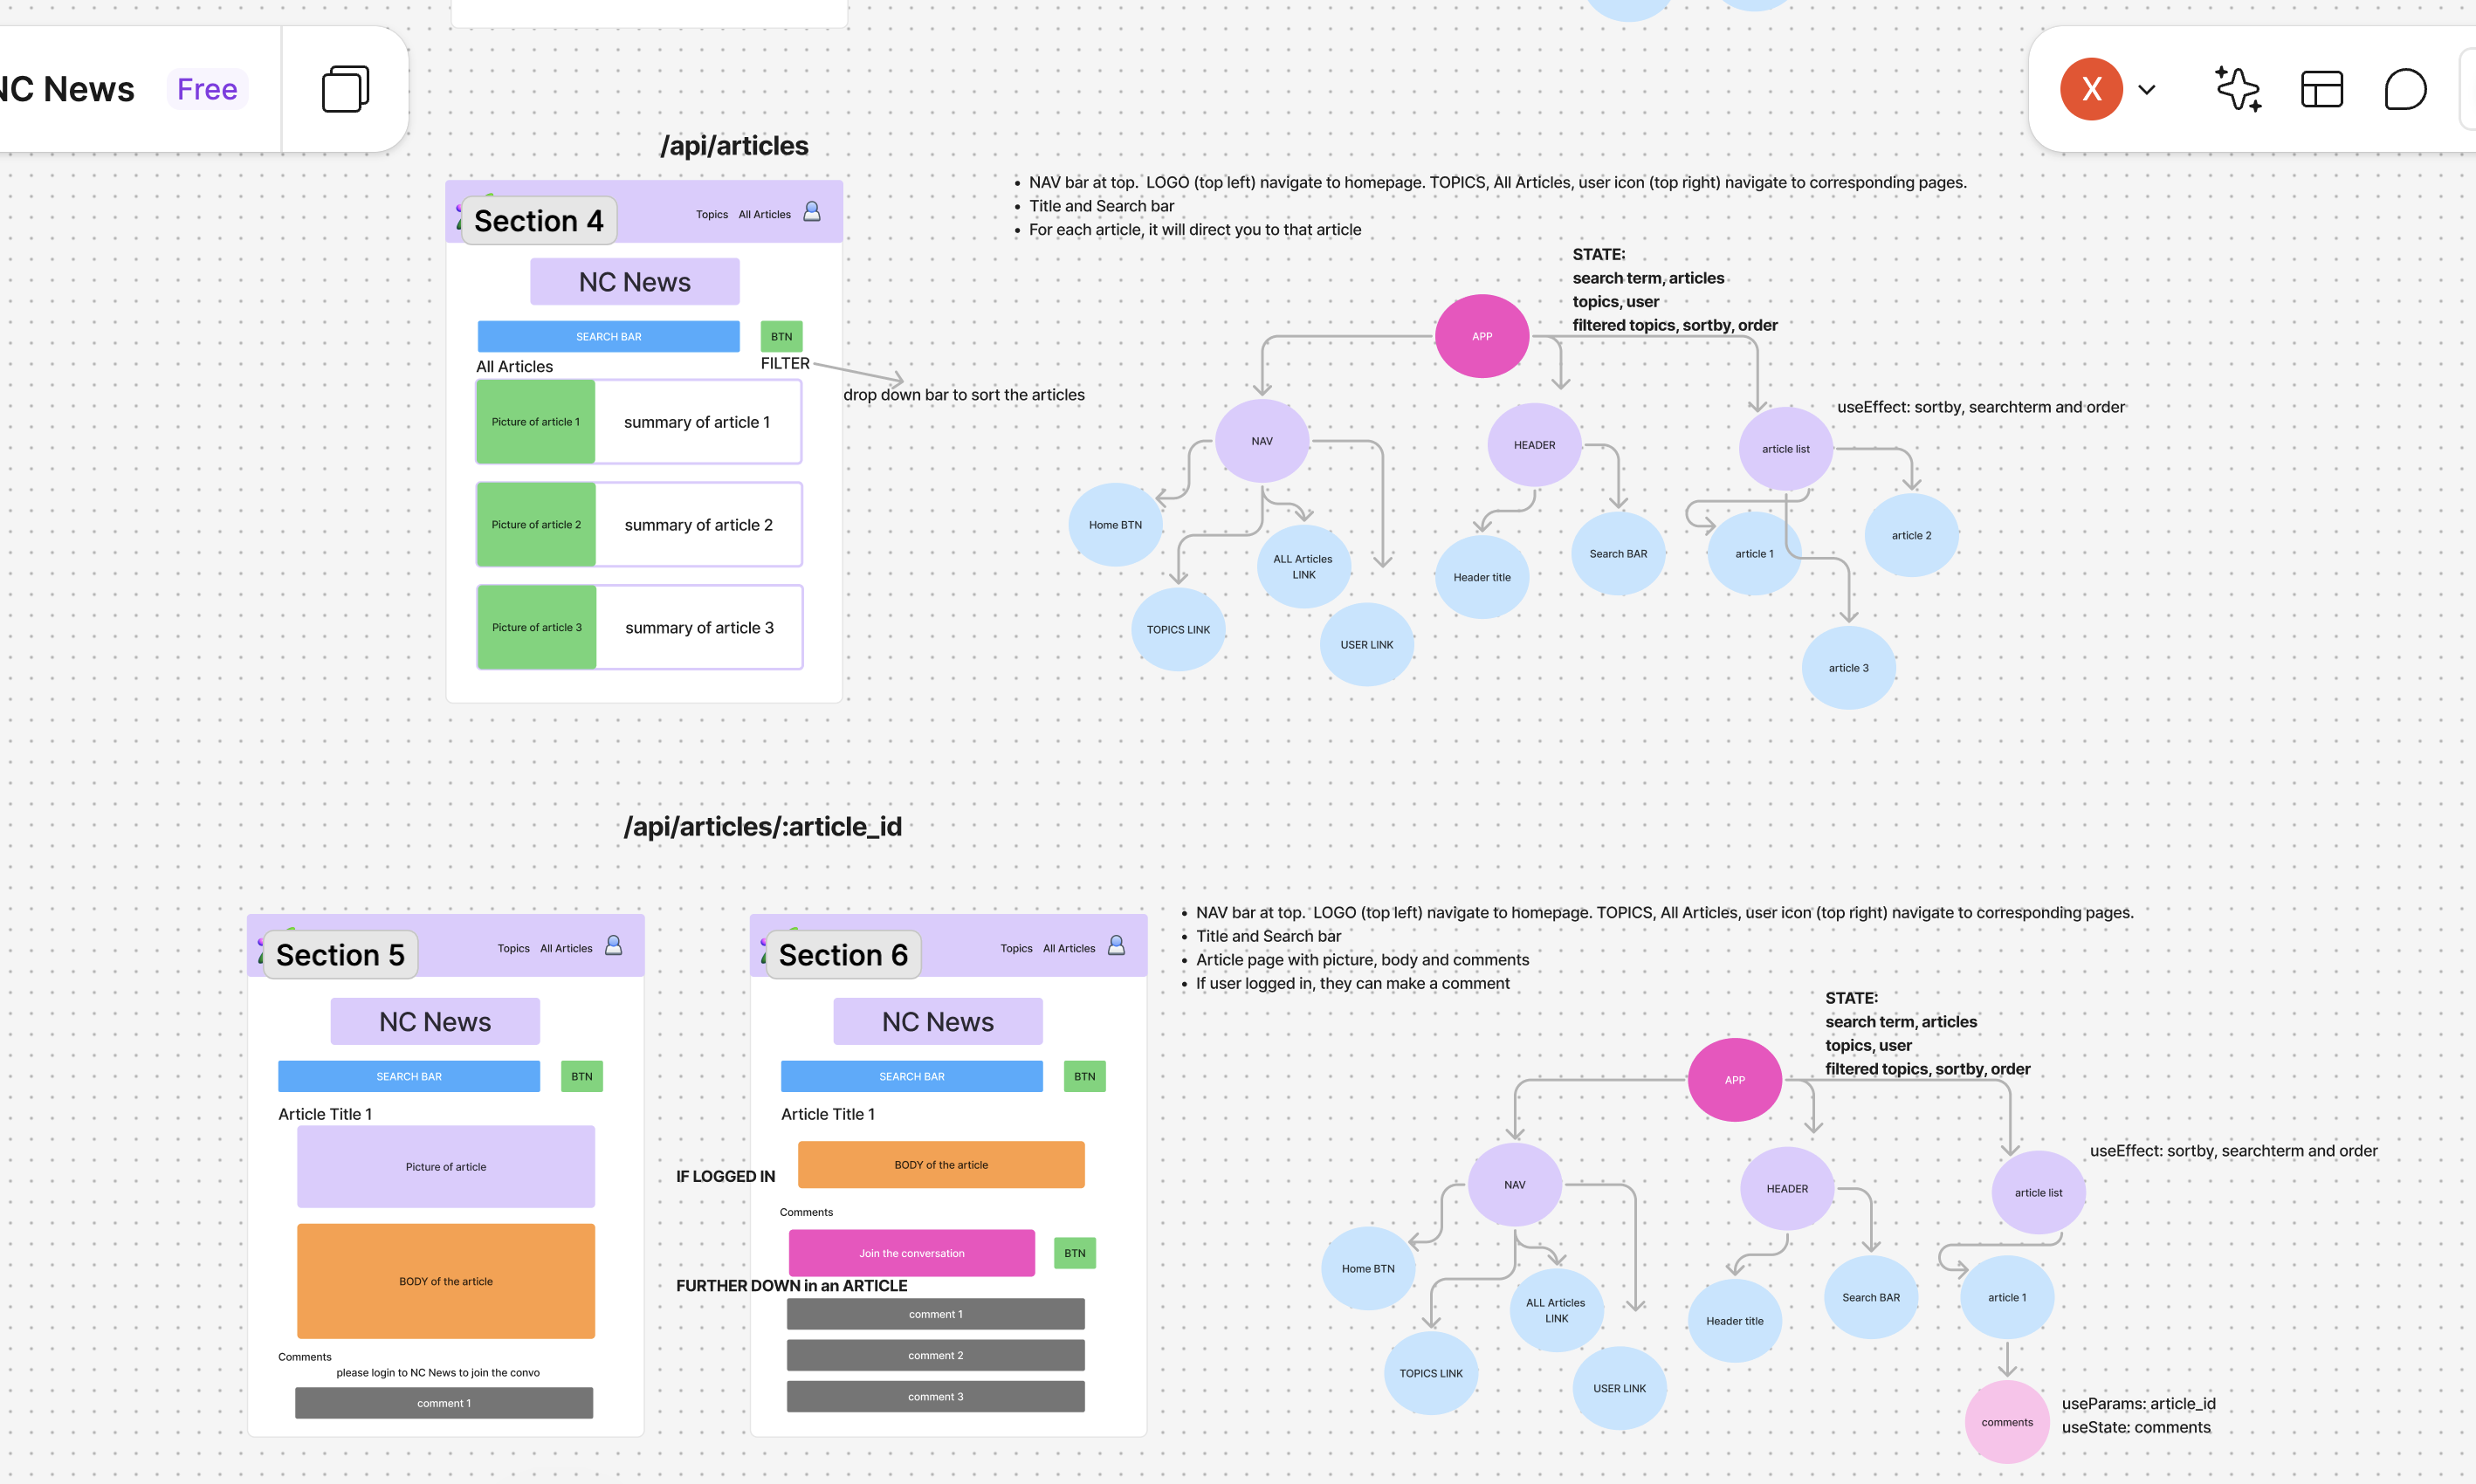 NC News
Free
X
/api/articles
Section 4
Topics
All Articles
NC News
SEARCH BAR
BTN
FILTER
All Articles
drop down bar to sort the articles
Picture of article 1
summary of article 1
Picture of article 2
summary of article 2
Picture of article 3
summary of article 3
NAV bar at top. LOGO (top left) navigate to homepage. TOPICS, All Articles, user icon (top right) navigate to corresponding pages.
Title and Search bar
For each article, it will direct you to that article
STATE:
search term, articles
topics, user
filtered topics, sortby, order
APP
NAV
HEADER
article list
useEffect: sortby, searchterm and order
Home BTN
TOPICS LINK
ALL Articles
LINK
USER LINK
Header title
Search BAR
article 1
article 2
article 3
/api/articles/:article_id
Section 5
Topics
All Articles
NC News
SEARCH BAR
BTN
Article Title 1
Picture of article
BODY of the article
Comments
please login to NC News to join the convo
comment 1
Section 6
Topics
All Articles
NC News
SEARCH BAR
BTN
Article Title 1
IF LOGGED IN
BODY of the article
Comments
Join the conversation
BTN
FURTHER DOWN in an ARTICLE
comment 1
comment 2
comment 3
NAV bar at top. LOGO (top left) navigate to homepage. TOPICS, All Articles, user icon (top right) navigate to corresponding pages.
Title and Search bar
Article page with picture, body and comments
If user logged in, they can make a comment
STATE:
search term, articles
topics, user
filtered topics, sortby, order
APP
NAV
HEADER
article list
useEffect: sortby, searchterm and order
Home BTN
TOPICS LINK
ALL Articles
LINK
USER LINK
Header title
Search BAR
article 1
comments
useParams: article_id
useState: comments